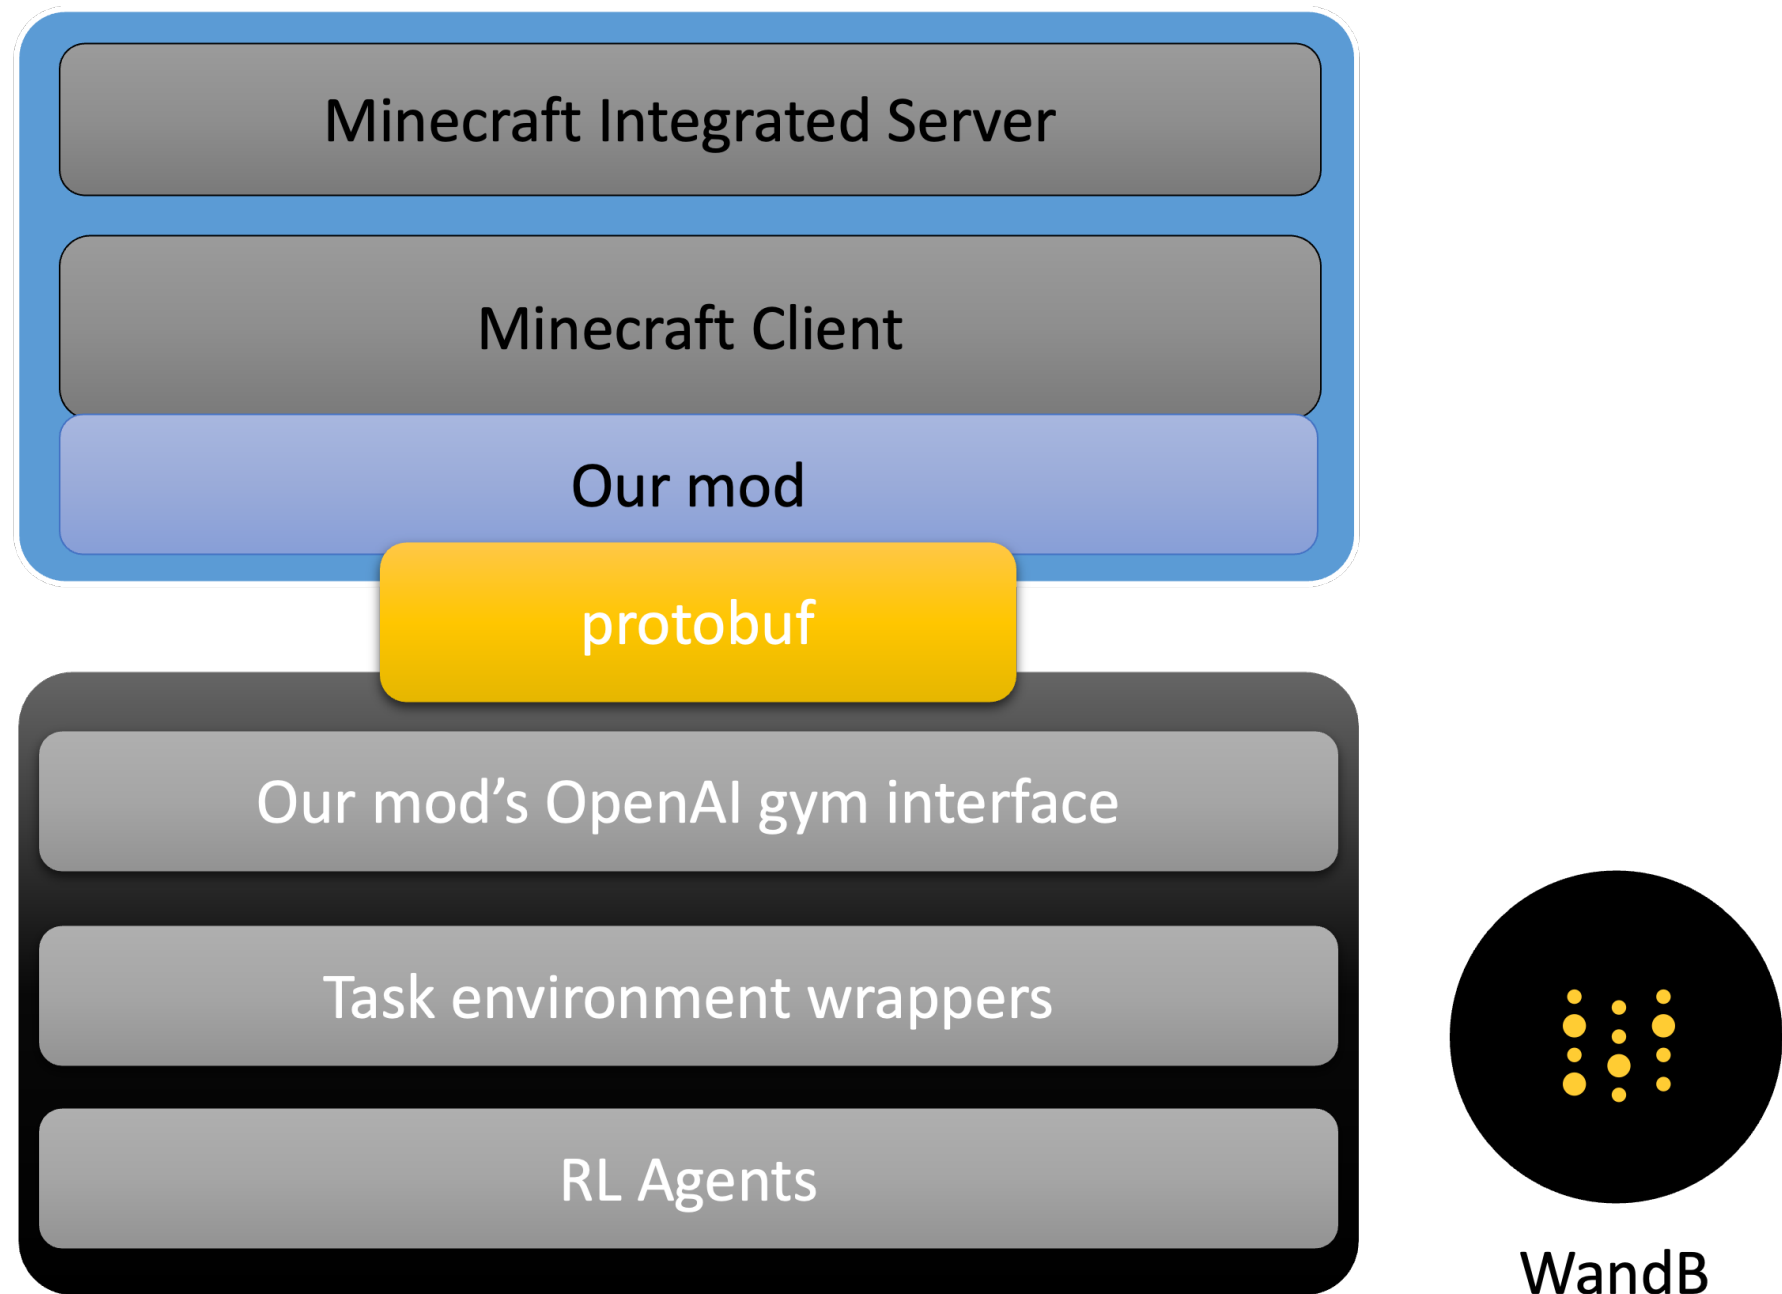 Minecraft Integrated Server
Minecraft Client
Our mod
protobuf
Our mod’s OpenAI gym interface
Task environment wrappers
RL Agents
WandB